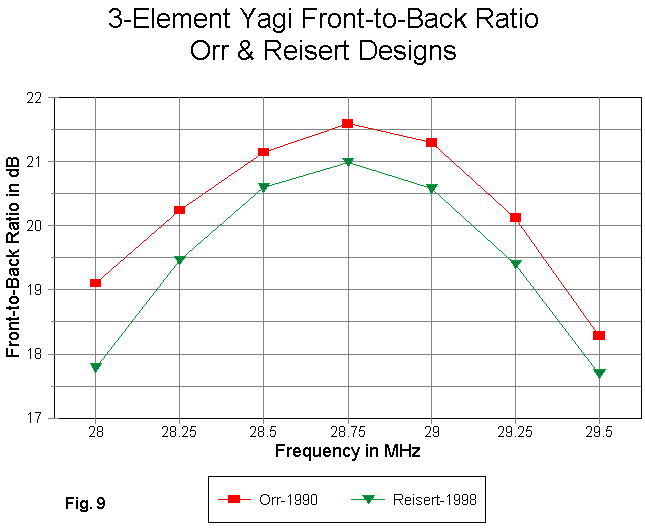 3-Element Yagi Front-to-Back Ratio
Orr & Reisert Designs
Front-to-Back Ratio in dB
22
21
20
19
18
17
28
28.25
28.5
28.75
29
29.25
29.5
Frequency in MHz
Fig. 9
Orr-1990
Reisert-1998